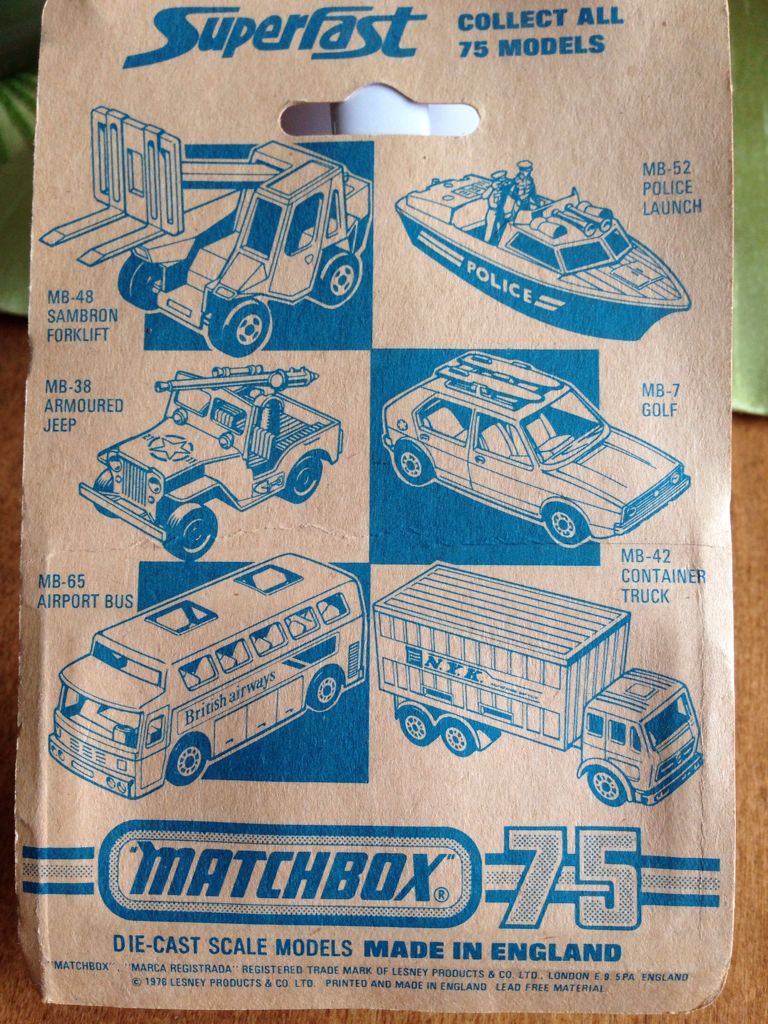 Superfast
COLLECT ALL
75 MODELS
MB-52
POLICE
LAUNCH
POLICE
MB-48
SAMBRON
FORKLIFT
MB-38
ARMOURED
JEEP
MB-7
GOLF
MB-65
AIRPORT BUS
MB-42
CONTAINER
TRUCK
British airways
N.Y.K.
"MATCHBOX"® 75
DIE-CAST SCALE MODELS MADE IN ENGLAND
"MATCHBOX". "MARCA REGISTRADA" REGISTERED TRADE MARK OF LESNEY PRODUCTS & CO. LTD., LONDON E.9. 5PA ENGLAND
© 1976 LESNEY PRODUCTS & CO. LTD. PRINTED AND MADE IN ENGLAND LEAD FREE MATERIAL